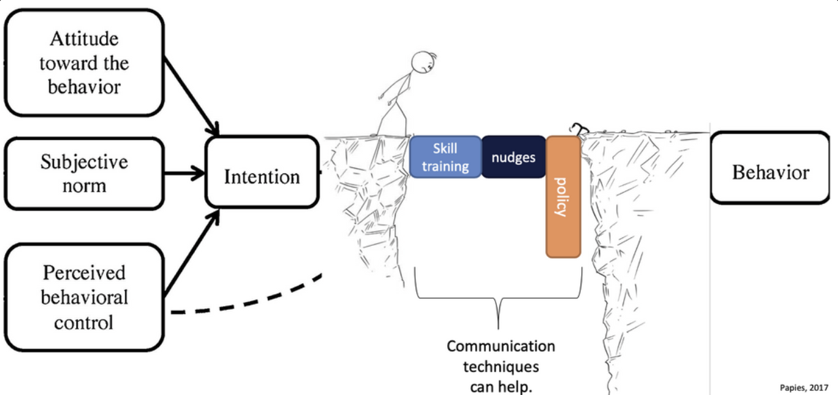 Attitude
toward the
behavior
Subjective
norm
Perceived
behavioral
control
Intention
Skill
training
nudges
policy
Behavior
Communication
techniques
can help.
Papies, 2017